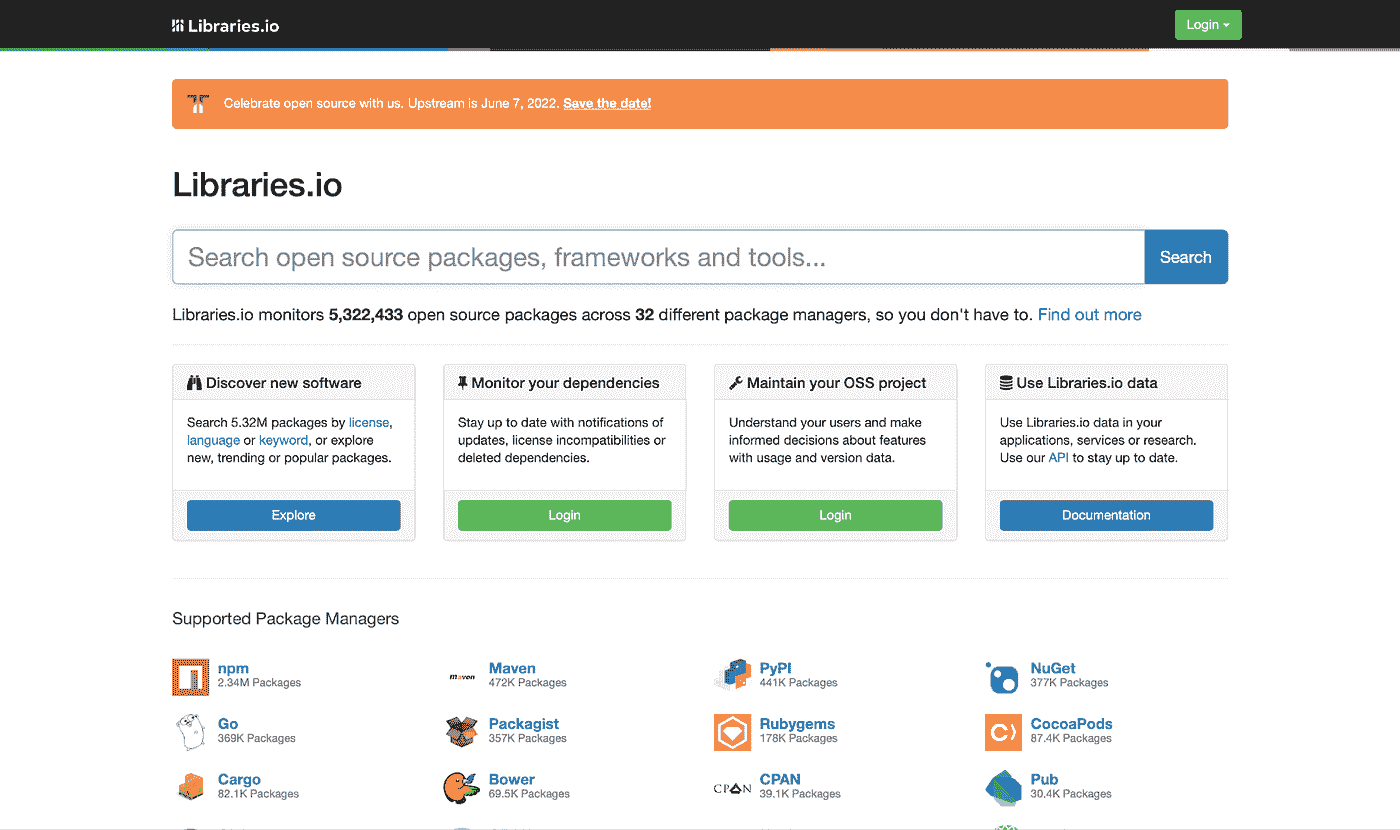 Libraries.io
Login
Celebrate open source with us. Upstream is June 7, 2022. Save the date!
Libraries.io
Search open source packages, frameworks and tools...
Search
Libraries.io monitors 5,322,433 open source packages across 32 different package managers, so you don't have to. Find out more
Discover new software
Search 5.32M packages by license,
language or keyword, or explore
new, trending or popular packages.
Explore
Monitor your dependencies
Stay up to date with notifications of
updates, license incompatibilities or
deleted dependencies.
Login
Maintain your OSS project
Understand your users and make
informed decisions about features
with usage and version data.
Login
Use Libraries.io data
Use Libraries.io data in your
applications, services or research.
Use our API to stay up to date.
Documentation
Supported Package Managers
npm
2.34M Packages
Maven
Maven
472K Packages
PyPI
441K Packages
NuGet
377K Packages
Go
369K Packages
Packagist
357K Packages
Rubygems
178K Packages
CocoaPods
87.4K Packages
Cargo
82.1K Packages
Bower
69.5K Packages
CPAN
CPAN
39.1K Packages
Pub
30.4K Packages